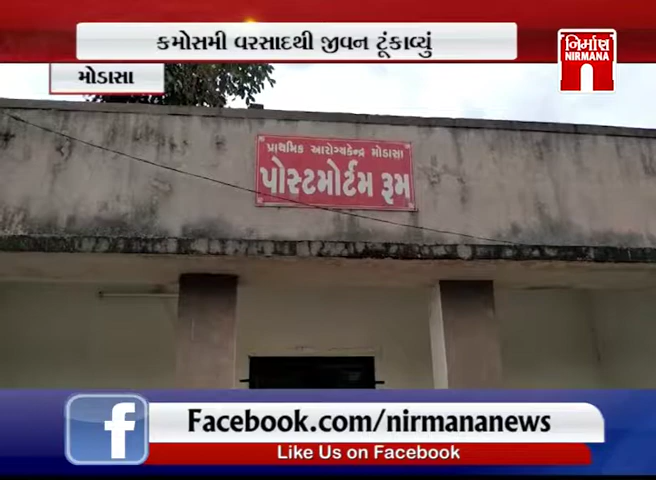 કમોસમી વરસાદથી જીવન ટૂંકાવ્યું
નિર્માણ
NIRMANA
મોડાસા
પ્રાથમિક આરોગ્યકેન્દ્ર મોડાસા
પોસ્ટમોર્ટમ રૂમ
Facebook.com/nirmananews
Like Us on Facebook